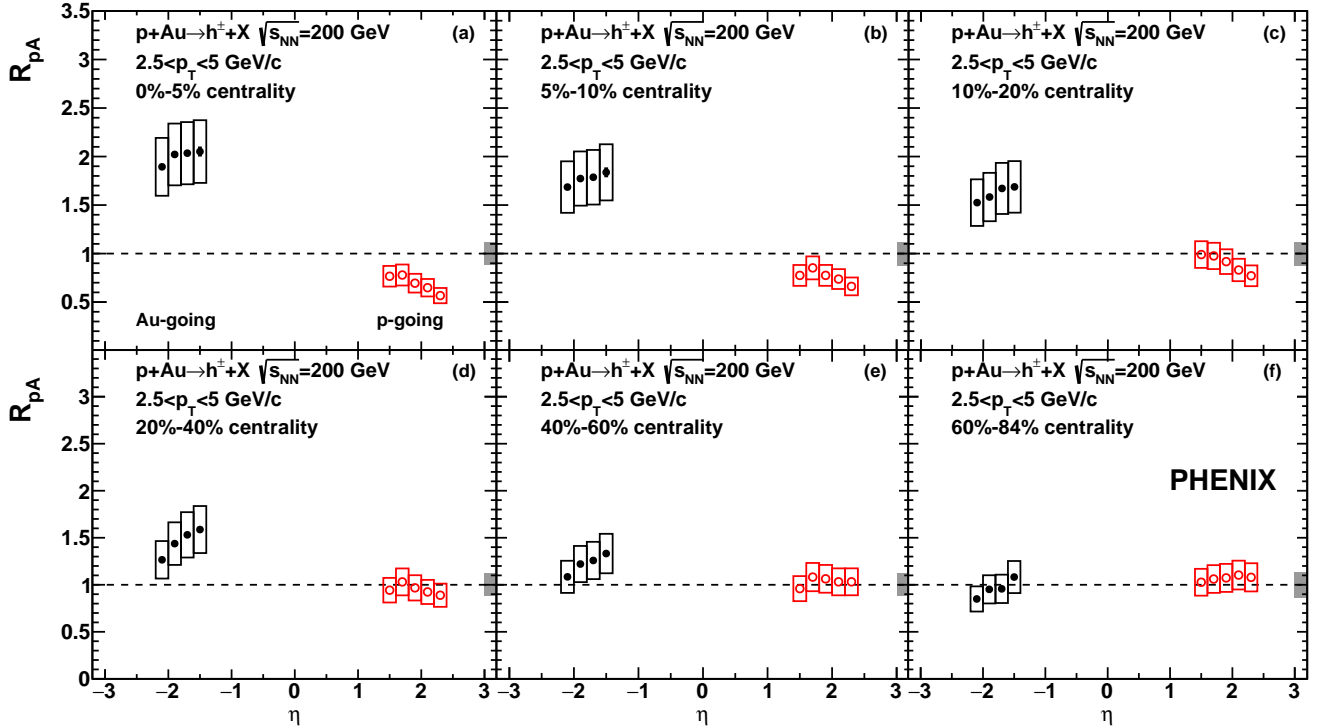 R_pA
3.5
3
2.5
2
1.5
1
0.5
p+Au→h±+X √s_NN=200 GeV (a)
2.5<p_T<5 GeV/c
0%-5% centrality
Au-going p-going
p+Au→h±+X √s_NN=200 GeV (b)
2.5<p_T<5 GeV/c
5%-10% centrality
p+Au→h±+X √s_NN=200 GeV (c)
2.5<p_T<5 GeV/c
10%-20% centrality
R_pA
3
2.5
2
1.5
1
0.5
0
p+Au→h±+X √s_NN=200 GeV (d)
2.5<p_T<5 GeV/c
20%-40% centrality
p+Au→h±+X √s_NN=200 GeV (e)
2.5<p_T<5 GeV/c
40%-60% centrality
p+Au→h±+X √s_NN=200 GeV (f)
2.5<p_T<5 GeV/c
60%-84% centrality
PHENIX
−3 −2 −1 0 1 2 3
η
−3 −2 −1 0 1 2 3
η
−3 −2 −1 0 1 2 3
η